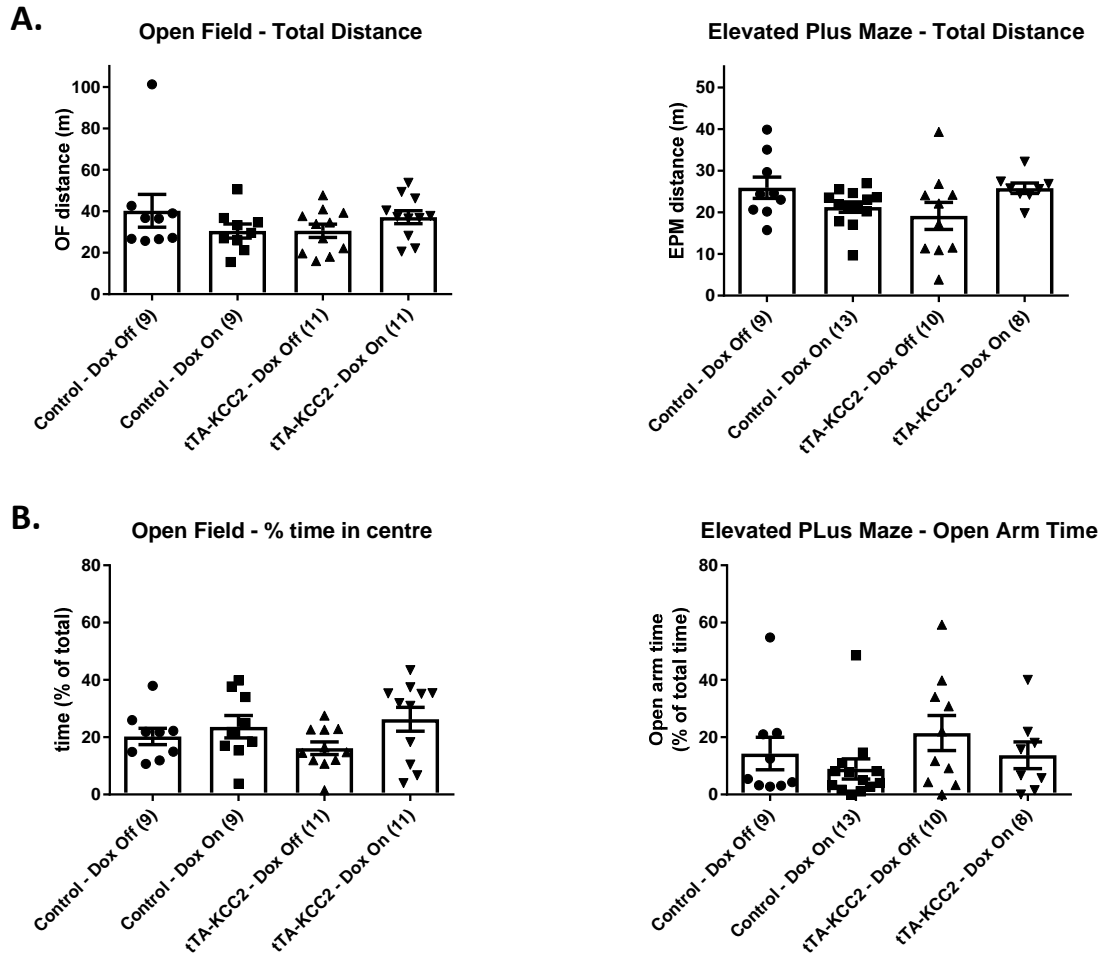 A.
Open Field - Total Distance
OF distance (m)
100
80
60
40
20
0
Control - Dox Off (9)
Control - Dox On (9)
tTA-KCC2 - Dox Off (11)
tTA-KCC2 - Dox On (11)
Elevated Plus Maze - Total Distance
EPM distance (m)
50
40
30
20
10
0
Control - Dox Off (9)
Control - Dox On (13)
tTA-KCC2 - Dox Off (10)
tTA-KCC2 - Dox On (8)
B.
Open Field - % time in centre
time (% of total)
80
60
40
20
0
Control - Dox Off (9)
Control - Dox On (9)
tTA-KCC2 - Dox Off (11)
tTA-KCC2 - Dox On (11)
Elevated PLus Maze - Open Arm Time
Open arm time
(% of total time)
80
60
40
20
0
Control - Dox Off (9)
Control - Dox On (13)
tTA-KCC2 - Dox Off (10)
tTA-KCC2 - Dox On (8)